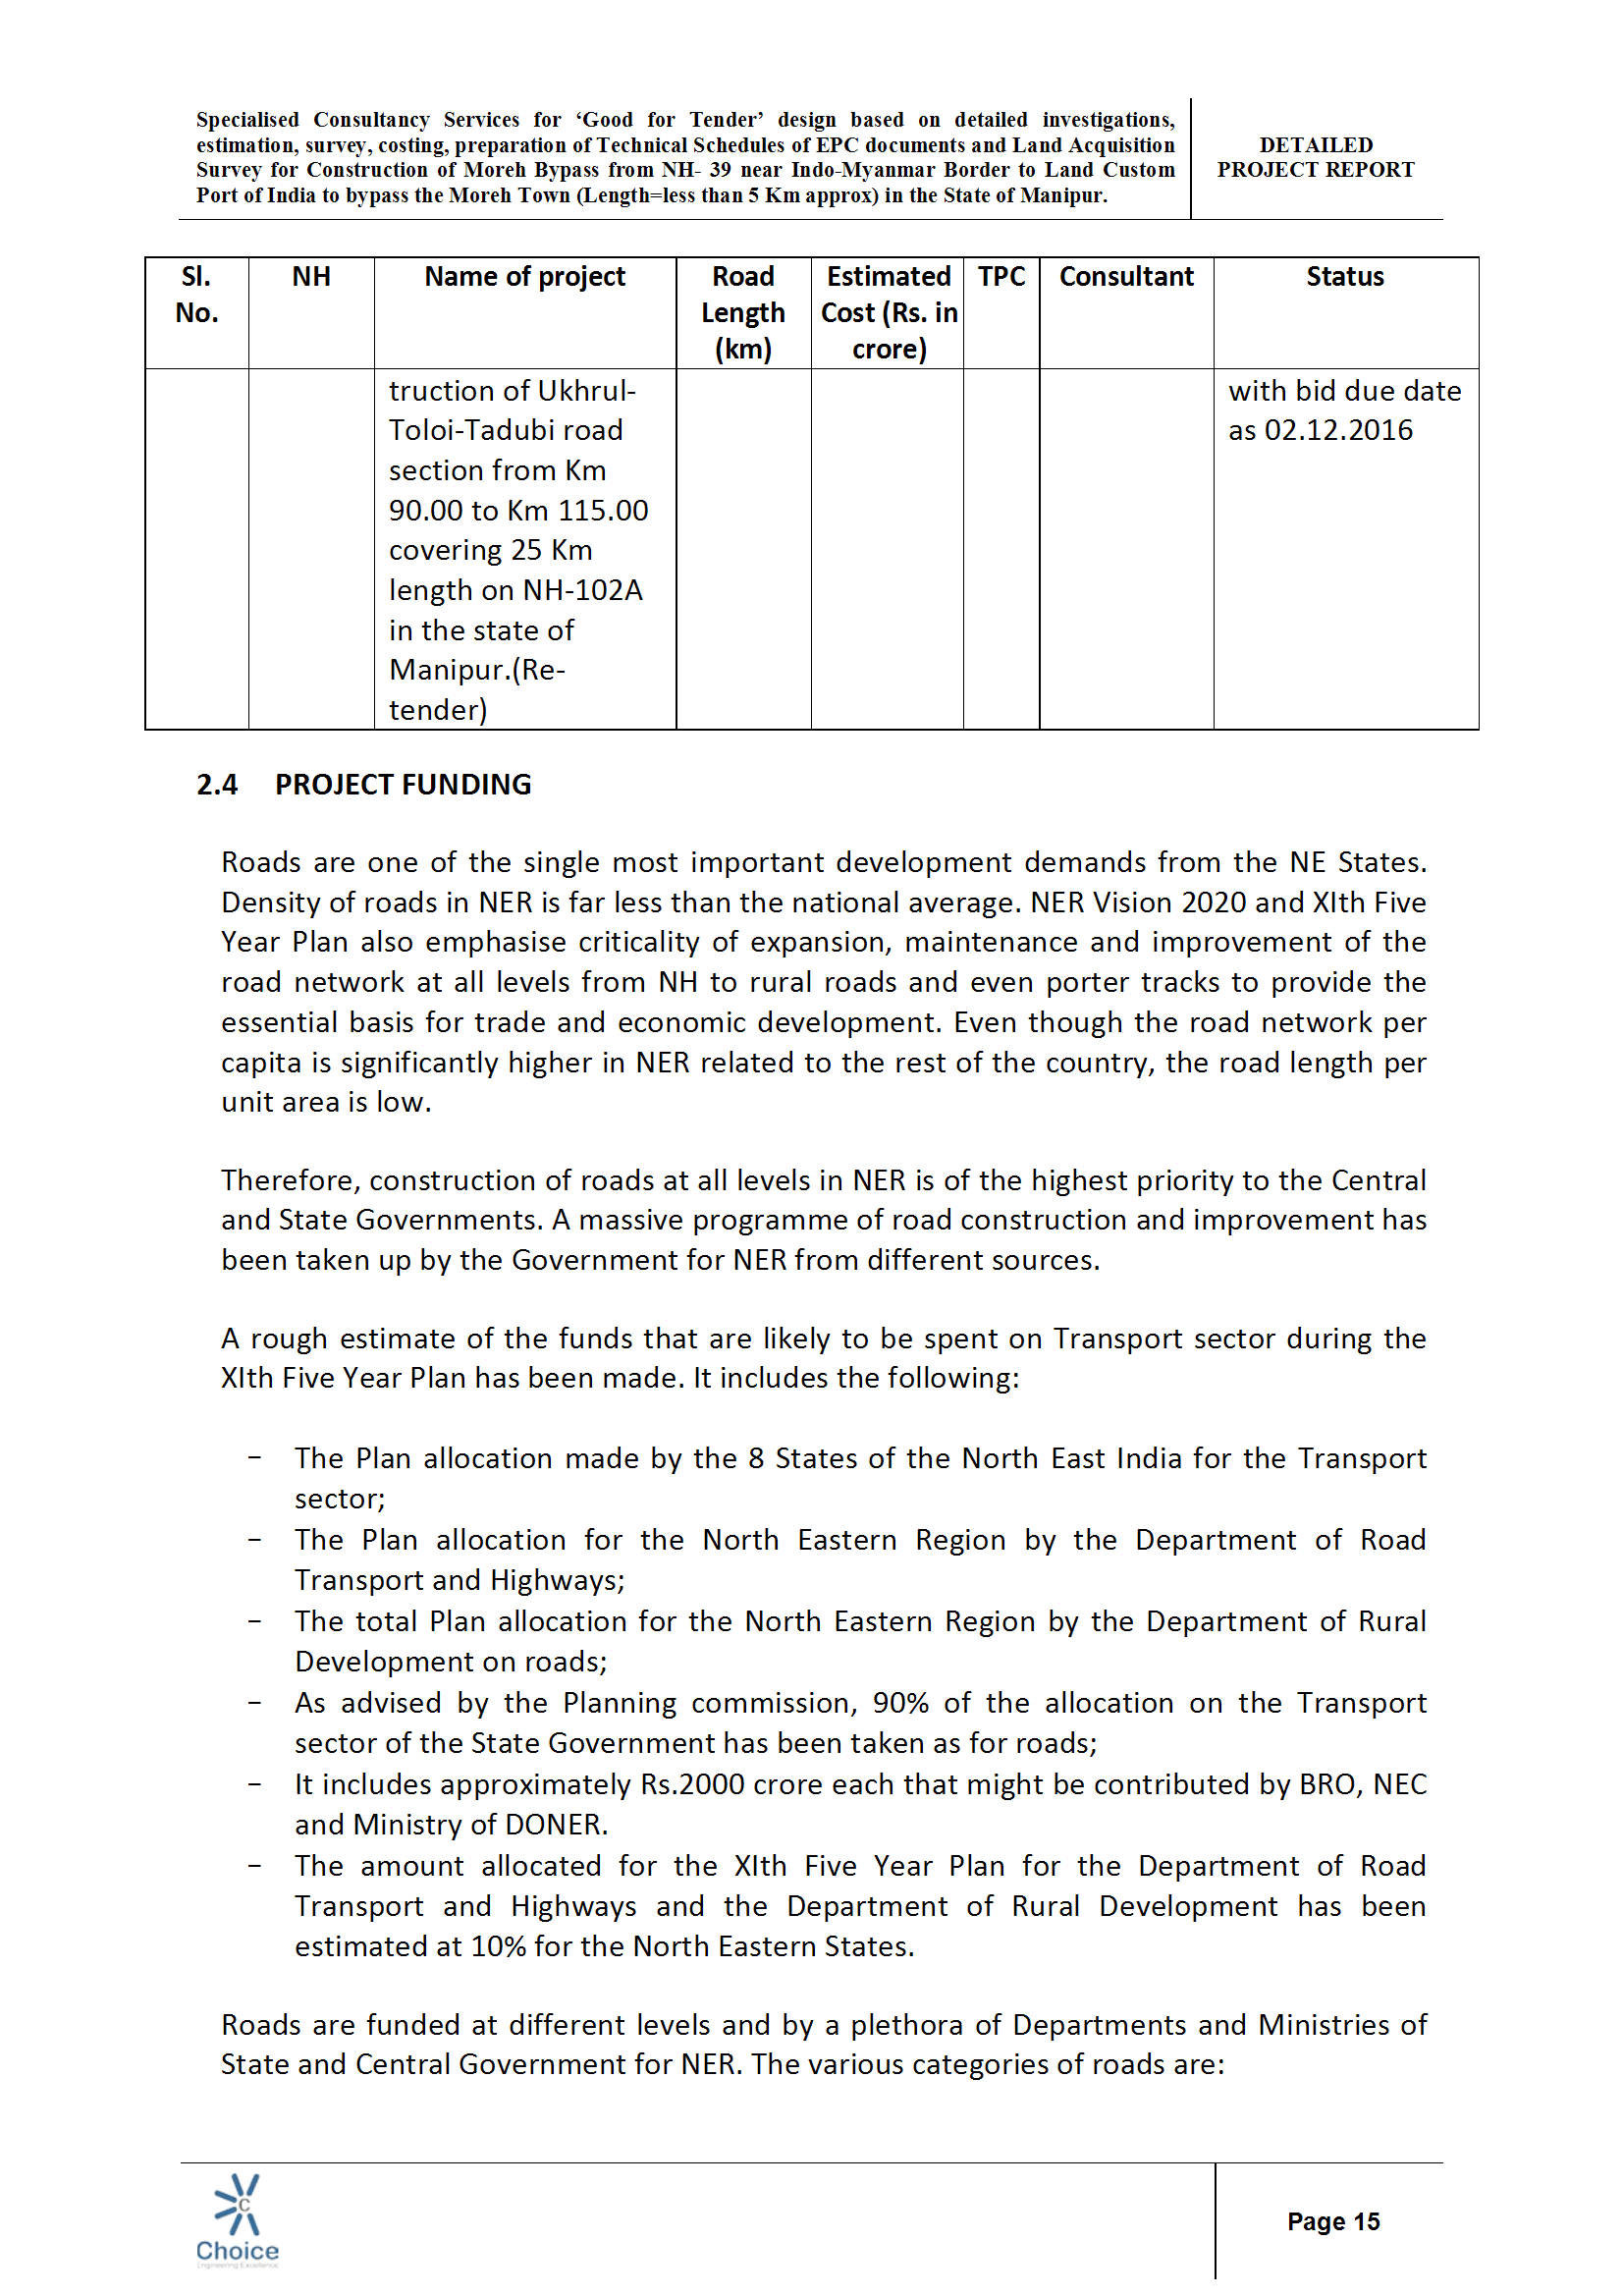 Specialised Consultancy Services for ‘Good for Tender’ design based on detailed investigations,
estimation, survey, costing, preparation of Technical Schedules of EPC documents and Land Acquisition
Survey for Construction of Moreh Bypass from NH- 39 near Indo-Myanmar Border to Land Custom
Port of India to bypass the Moreh Town (Length=less than 5 Km approx) in the State of Manipur.
DETAILED
PROJECT REPORT
Sl.
No.
NH
Name of project
Road
Length
(km)
Estimated
Cost (Rs. in
crore)
TPC
Consultant
Status
truction of Ukhrul-
Toloi-Tadubi road
section from Km
90.00 to Km 115.00
covering 25 Km
length on NH-102A
in the state of
Manipur.(Re-
tender)
with bid due date
as 02.12.2016
2.4 PROJECT FUNDING
Roads are one of the single most important development demands from the NE States.
Density of roads in NER is far less than the national average. NER Vision 2020 and XIth Five
Year Plan also emphasise criticality of expansion, maintenance and improvement of the
road network at all levels from NH to rural roads and even porter tracks to provide the
essential basis for trade and economic development. Even though the road network per
capita is significantly higher in NER related to the rest of the country, the road length per
unit area is low.
Therefore, construction of roads at all levels in NER is of the highest priority to the Central
and State Governments. A massive programme of road construction and improvement has
been taken up by the Government for NER from different sources.
A rough estimate of the funds that are likely to be spent on Transport sector during the
XIth Five Year Plan has been made. It includes the following:
- The Plan allocation made by the 8 States of the North East India for the Transport
sector;
- The Plan allocation for the North Eastern Region by the Department of Road
Transport and Highways;
- The total Plan allocation for the North Eastern Region by the Department of Rural
Development on roads;
- As advised by the Planning commission, 90% of the allocation on the Transport
sector of the State Government has been taken as for roads;
- It includes approximately Rs.2000 crore each that might be contributed by BRO, NEC
and Ministry of DONER.
- The amount allocated for the XIth Five Year Plan for the Department of Road
Transport and Highways and the Department of Rural Development has been
estimated at 10% for the North Eastern States.
Roads are funded at different levels and by a plethora of Departments and Ministries of
State and Central Government for NER. The various categories of roads are:
C
Choice
Engineering Excellence
Page 15